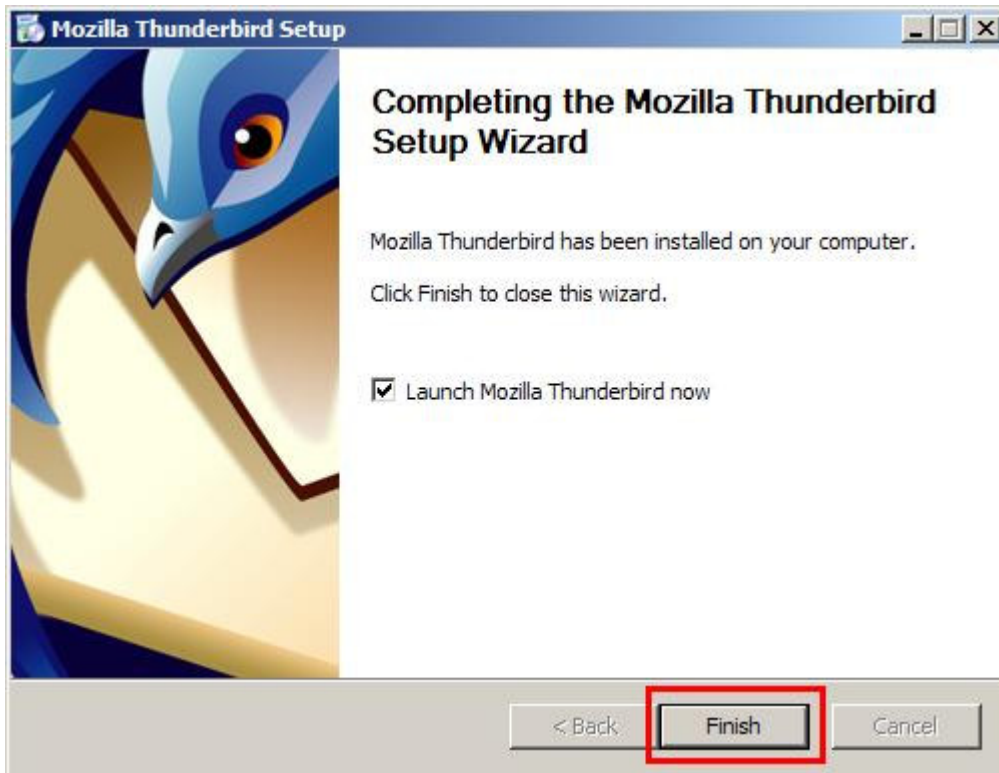 Mozilla Thunderbird Setup
Completing the Mozilla Thunderbird
Setup Wizard
Mozilla Thunderbird has been installed on your computer.
Click Finish to close this wizard.
Launch Mozilla Thunderbird now
< Back Finish Cancel